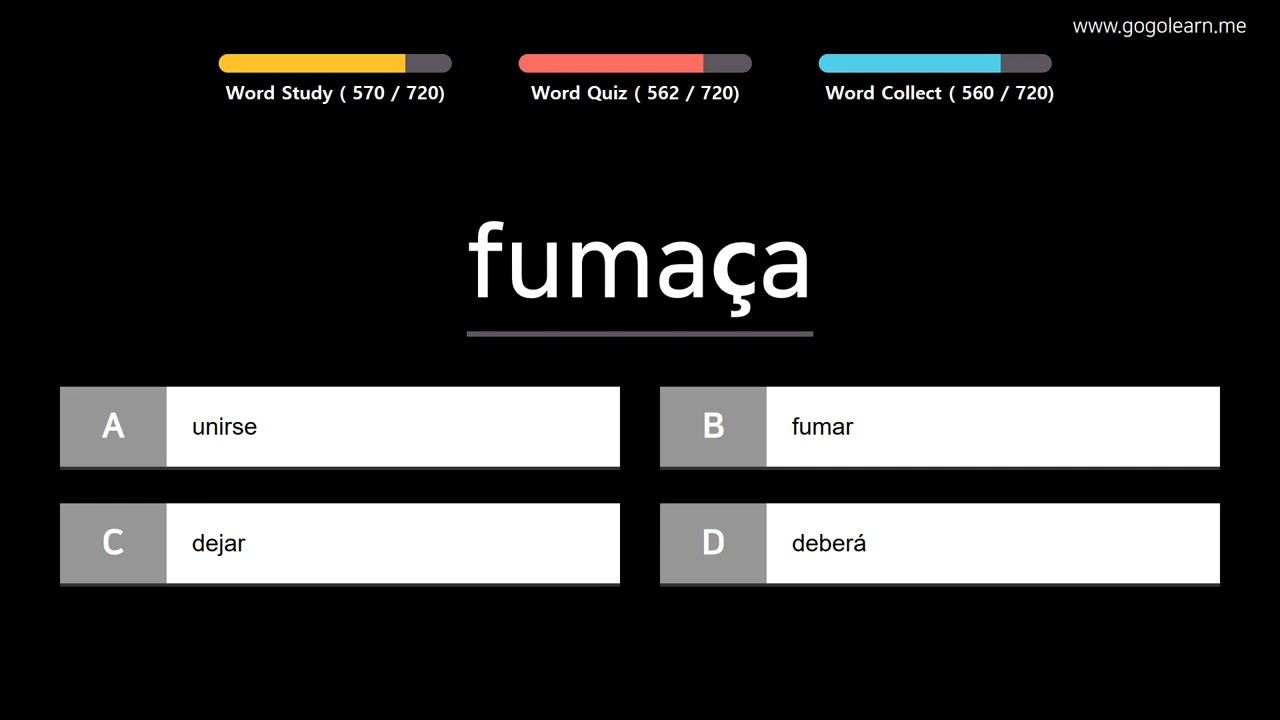 www.gogolearn.me
Word Study ( 570 / 720)
Word Quiz ( 562 / 720)
Word Collect ( 560 / 720)
fumaça
A unirse
B fumar
C dejar
D deberá